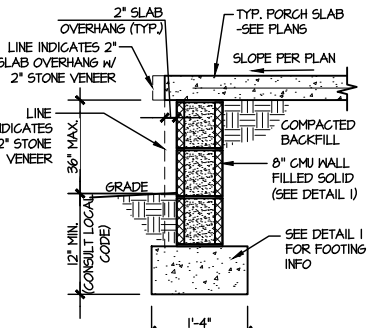 2" SLAB
OVERHANG (TYP.)
LINE INDICATES 2"
SLAB OVERHANG W/
2" STONE VENEER
TYP. PORCH SLAB
-SEE PLANS
SLOPE PER PLAN
LINE
INDICATES
2" STONE
VENEER
36" MAX.
COMPACTED
BACKFILL
8" CMU WALL
FILLED SOLID
(SEE DETAIL 1)
GRADE
12" MIN.
(CONSULT LOCAL
CODE)
SEE DETAIL 1
FOR FOOTING
INFO
1'-4"